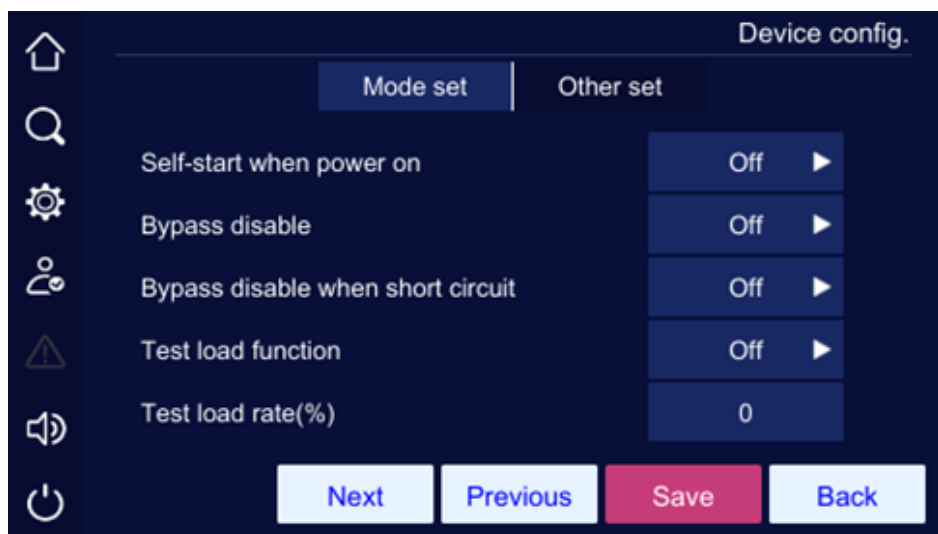 Device config.
Mode set Other set
Self-start when power on Off
Bypass disable Off
Bypass disable when short circuit Off
Test load function Off
Test load rate(%) 0
Next Previous Save Back